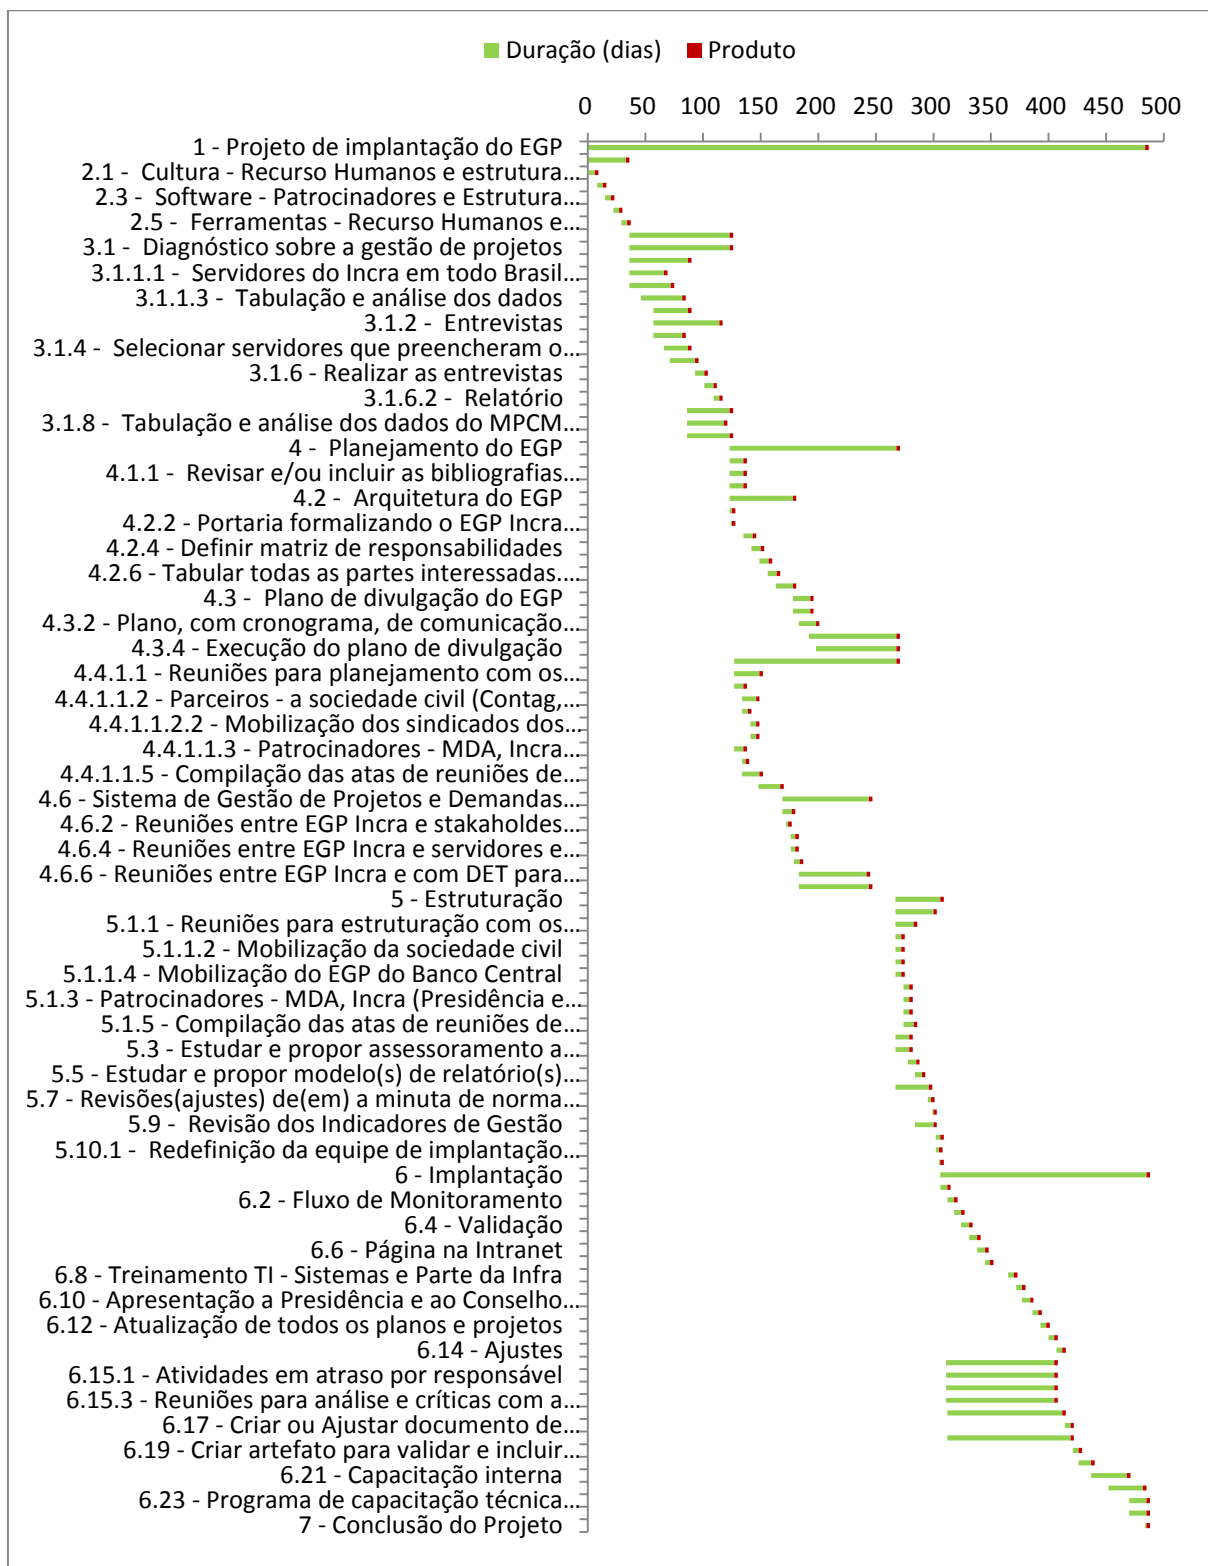 Duração (dias) Produto
0 50 100 150 200 250 300 350 400 450 500
1 - Projeto de implantação do EGP
2.1 - Cultura - Recurso Humanos e estrutura...
2.3 - Software - Patrocinadores e Estrutura...
2.5 - Ferramentas - Recurso Humanos e...
3.1 - Diagnóstico sobre a gestão de projetos
3.1.1.1 - Servidores do Incra em todo Brasil...
3.1.1.3 - Tabulação e análise dos dados
3.1.2 - Entrevistas
3.1.4 - Selecionar servidores que preencheram o...
3.1.6 - Realizar as entrevistas
3.1.6.2 - Relatório
3.1.8 - Tabulação e análise dos dados do MPCM...
4 - Planejamento do EGP
4.1.1 - Revisar e/ou incluir as bibliografias...
4.2 - Arquitetura do EGP
4.2.2 - Portaria formalizando o EGP Incra...
4.2.4 - Definir matriz de responsabilidades
4.2.6 - Tabular todas as partes interessadas....
4.3 - Plano de divulgação do EGP
4.3.2 - Plano, com cronograma, de comunicação...
4.3.4 - Execução do plano de divulgação
4.4.1.1 - Reuniões para planejamento com os...
4.4.1.1.2 - Parceiros - a sociedade civil (Contag,...
4.4.1.1.2.2 - Mobilização dos sindicados dos...
4.4.1.1.3 - Patrocinadores - MDA, Incra...
4.4.1.1.5 - Compilação das atas de reuniões de...
4.6 - Sistema de Gestão de Projetos e Demandas...
4.6.2 - Reuniões entre EGP Incra e stakaholdes...
4.6.4 - Reuniões entre EGP Incra e servidores e...
4.6.6 - Reuniões entre EGP Incra e com DET para...
5 - Estruturação
5.1.1 - Reuniões para estruturação com os...
5.1.1.2 - Mobilização da sociedade civil
5.1.1.4 - Mobilização do EGP do Banco Central
5.1.3 - Patrocinadores - MDA, Incra (Presidência e...
5.1.5 - Compilação das atas de reuniões de...
5.3 - Estudar e propor assessoramento a...
5.5 - Estudar e propor modelo(s) de relatório(s)...
5.7 - Revisões(ajustes) de(em) a minuta de norma...
5.9 - Revisão dos Indicadores de Gestão
5.10.1 - Redefinição da equipe de implantação...
6 - Implantação
6.2 - Fluxo de Monitoramento
6.4 - Validação
6.6 - Página na Intranet
6.8 - Treinamento TI - Sistemas e Parte da Infra
6.10 - Apresentação a Presidência e ao Conselho...
6.12 - Atualização de todos os planos e projetos
6.14 - Ajustes
6.15.1 - Atividades em atraso por responsável
6.15.3 - Reuniões para análise e críticas com a...
6.17 - Criar ou Ajustar documento de...
6.19 - Criar artefato para validar e incluir...
6.21 - Capacitação interna
6.23 - Programa de capacitação técnica...
7 - Conclusão do Projeto